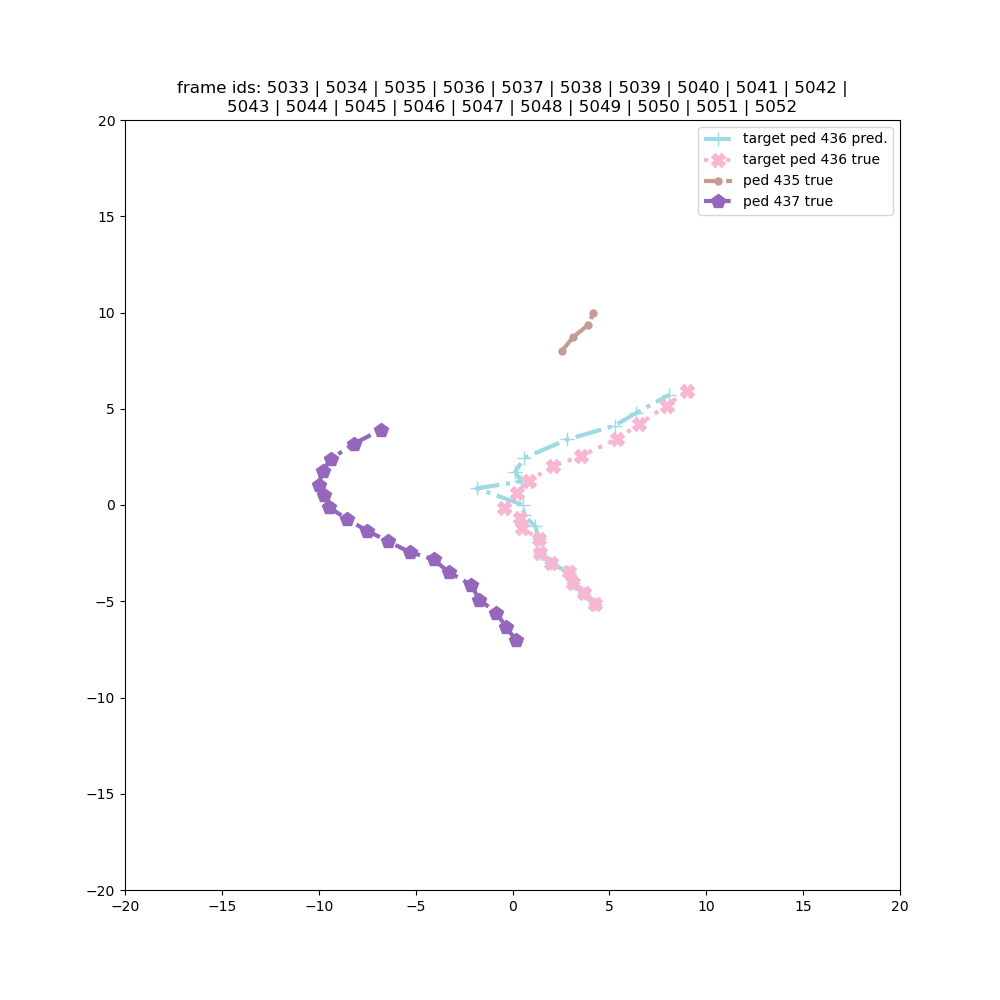 frame ids: 5033 | 5034 | 5035 | 5036 | 5037 | 5038 | 5039 | 5040 | 5041 | 5042 |
5043 | 5044 | 5045 | 5046 | 5047 | 5048 | 5049 | 5050 | 5051 | 5052
target ped 436 pred.
target ped 436 true
ped 435 true
ped 437 true
20
15
10
5
0
−5
−10
−15
−20
−20 −15 −10 −5 0 5 10 15 20